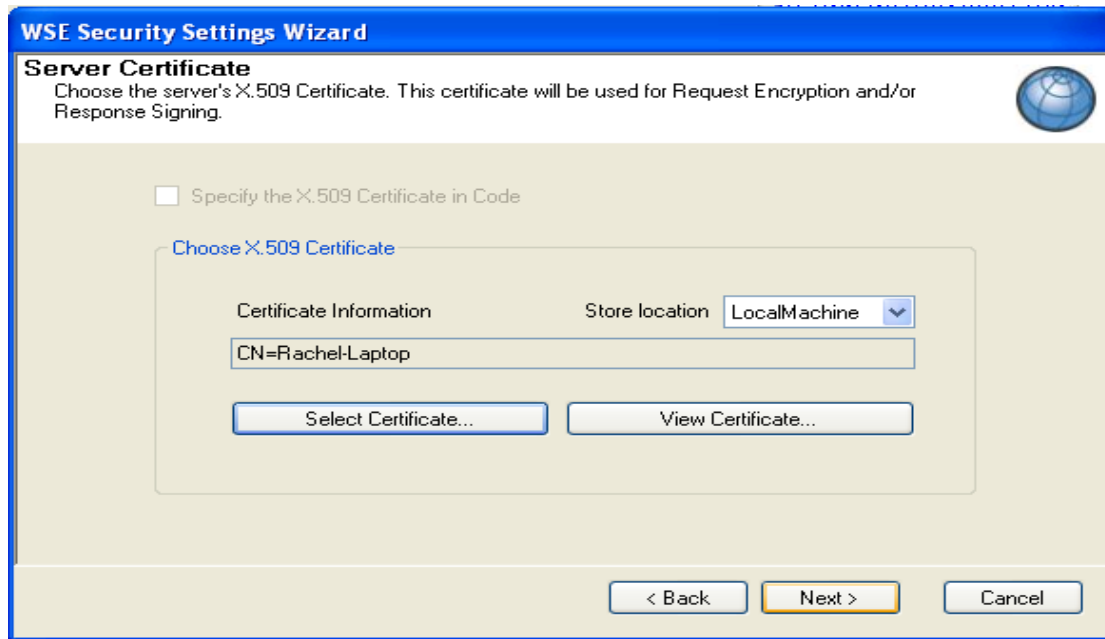 WSE Security Settings Wizard
Server Certificate
Choose the server's X.509 Certificate. This certificate will be used for Request Encryption and/or
Response Signing.
Specify the X.509 Certificate in Code
Choose X.509 Certificate
Certificate Information Store location LocalMachine
CN=Rachel-Laptop
Select Certificate... View Certificate...
< Back Next > Cancel